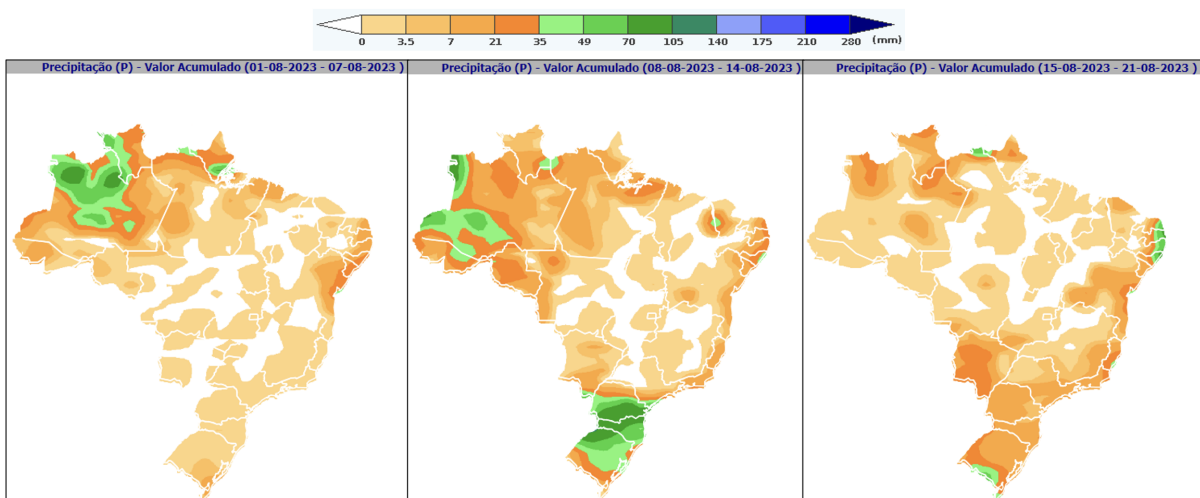 0 3.5 7 21 35 49 70 105 140 175 210 280 (mm)
Precipitação (P) - Valor Acumulado (01-08-2023 - 07-08-2023 )
Precipitação (P) - Valor Acumulado (08-08-2023 - 14-08-2023 )
Precipitação (P) - Valor Acumulado (15-08-2023 - 21-08-2023 )